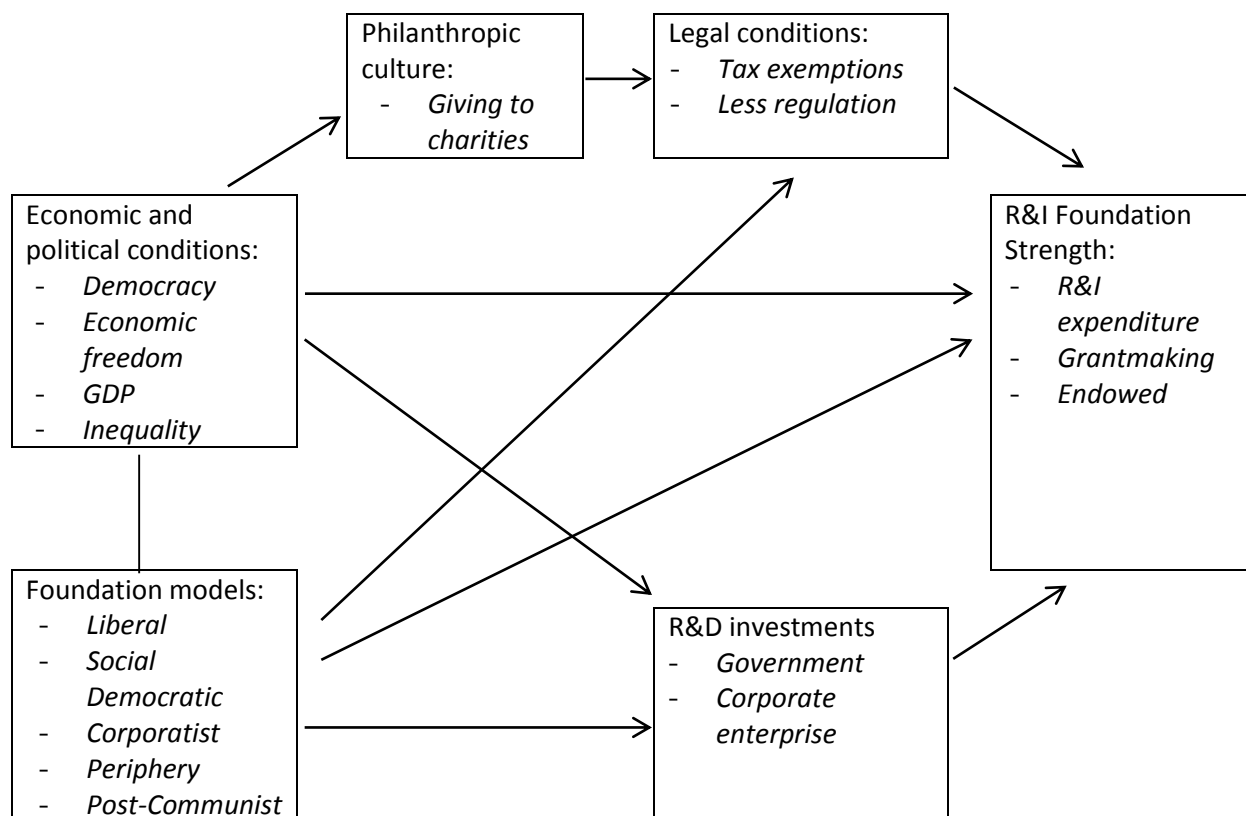 Philanthropic
culture:
- Giving to
charities
Legal conditions:
- Tax exemptions
- Less regulation
Economic and
political conditions:
- Democracy
- Economic
freedom
- GDP
- Inequality
R&I Foundation
Strength:
- R&I
expenditure
- Grantmaking
- Endowed
Foundation models:
- Liberal
- Social
Democratic
- Corporatist
- Periphery
- Post-Communist
R&D investments
- Government
- Corporate
enterprise